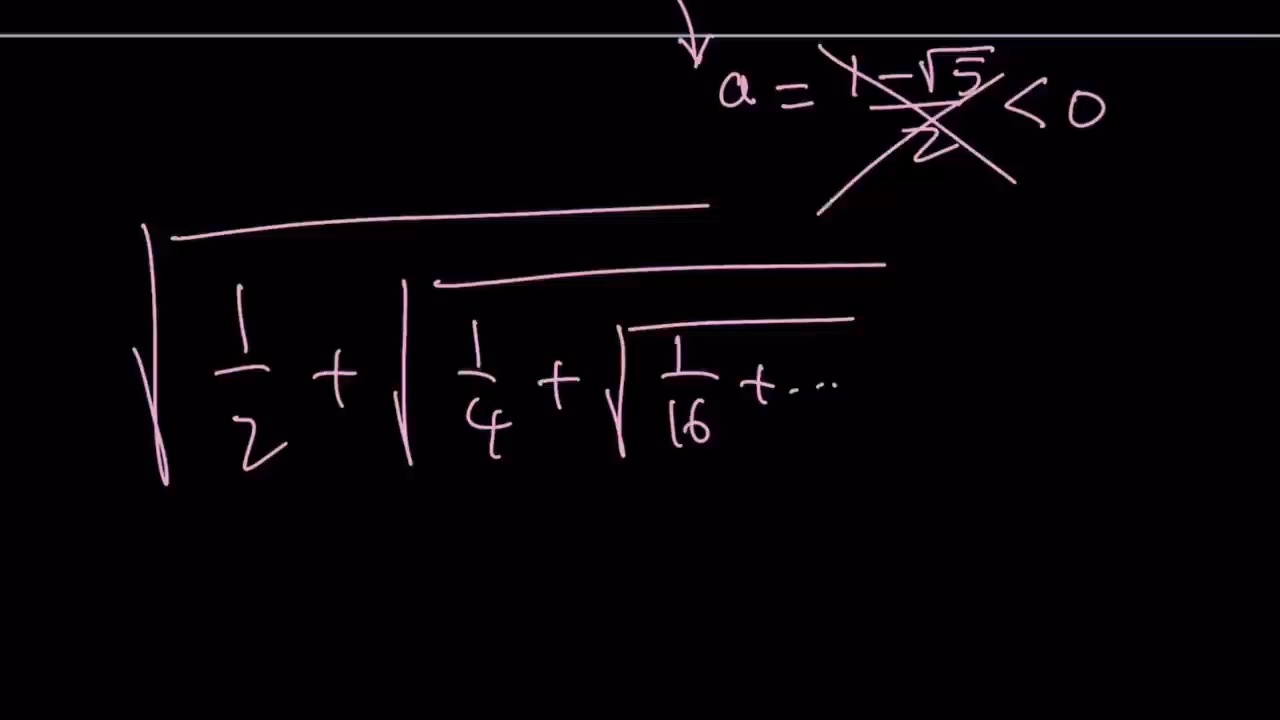 a = 1-√5/2 < 0
√(1/2 + √(1/4 + √(1/16 + ...